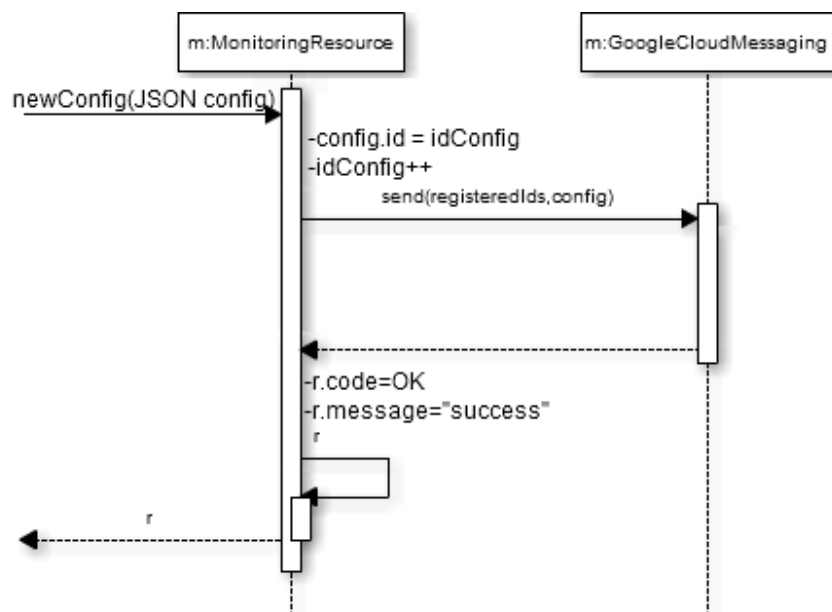 m:MonitoringResource
m:GoogleCloudMessaging
newConfig(JSON config)
-config.id = idConfig
-idConfig++
send(registeredIds,config)
-r.code=OK
-r.message="success"
r
r